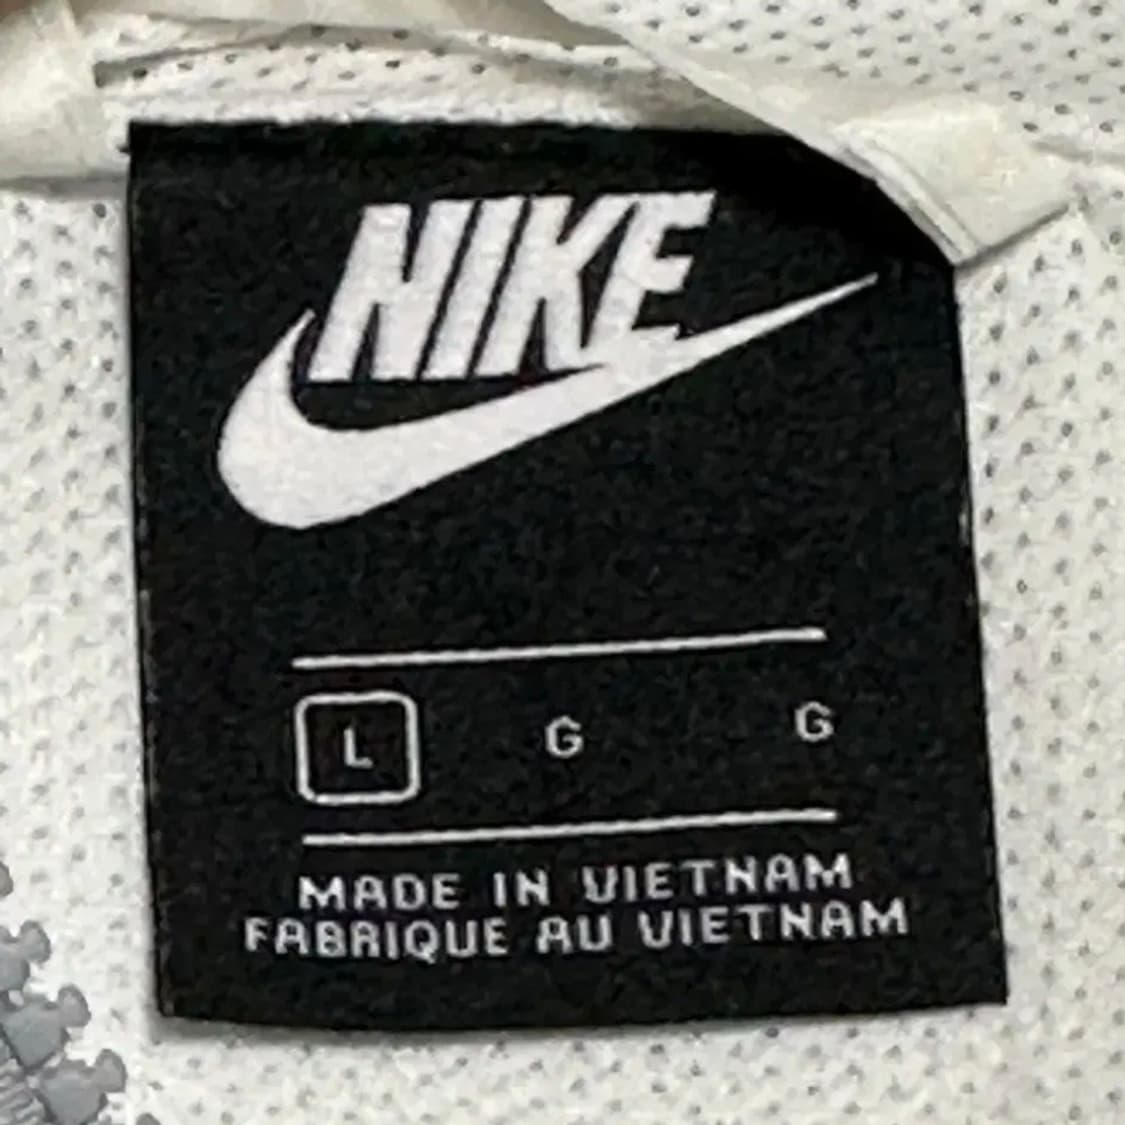 NIKE
L G G
MADE IN VIETNAM
FABRIQUE AU VIETNAM